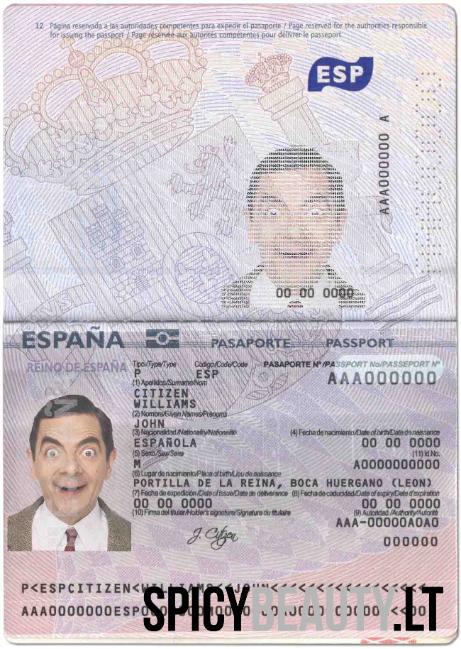 12 Página reservada a las autoridades competentes para expedir el pasaporte / Page reserved for the authorities responsible
for issuing the passport / Page réservée aux autorités compétentes pour délivrer le passeport
ESP
AAA000000 A
00 00 0000
ESPAÑA PASAPORTE PASSPORT
REINO DE ESPAÑA Tipo/Type/Type Código/Code/Code PASAPORTE Nº/PASSPORT No/PASSEPORT Nº
P ESP AAA000000
(1) Apellidos/Surname/Nom
CITIZEN
WILLIAMS
(2) Nombre/Given Names/Prénoms
JOHN
(3) Nacionalidad/Nationality/Nationalité (4) Fecha de nacimiento/Date of birth/Date de naissance
ESPAÑOLA 00 00 0000
(5) Sexo/Sex/Sexe (11) Id.No.
M A0000000000
(6) Lugar de nacimiento/Place of birth/Lieu de naissance
PORTILLA DE LA REINA, BOCA HUERGANO (LEON)
(7) Fecha de expedición/Date of issue/Date de délivrance (8) Fecha de caducidad/Date of expiry/Date d'expiration
00 00 0000 00 00 0000
(10) Firma del titular/Holder's signature/Signature du titulaire (9) Autoridad/Authority/Autorité
AAA-00000A0A0
J. Citizen 000000
P<ESPCITIZEN<WILLIAMS<<JOHN<<<<<<<<<<<<<<<<<
SPICYBEAUTY.LT